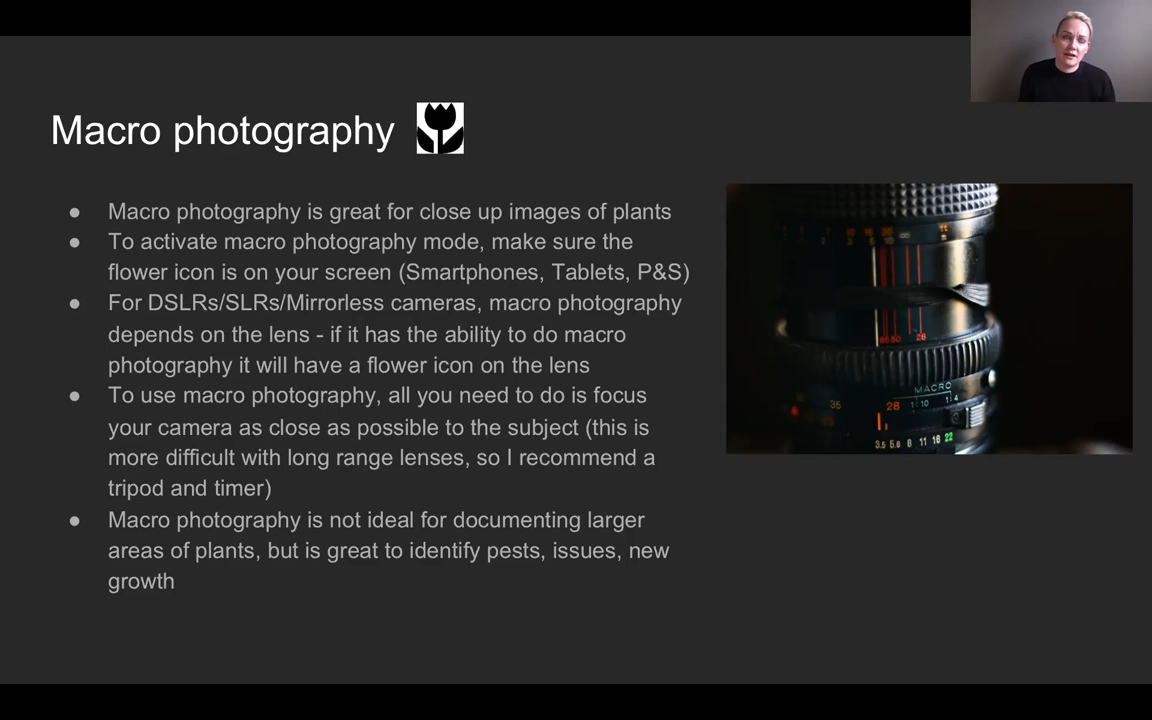 Macro photography
● Macro photography is great for close up images of plants
● To activate macro photography mode, make sure the
flower icon is on your screen (Smartphones, Tablets, P&S)
● For DSLRs/SLRs/Mirrorless cameras, macro photography
depends on the lens - if it has the ability to do macro
photography it will have a flower icon on the lens
● To use macro photography, all you need to do is focus
your camera as close as possible to the subject (this is
more difficult with long range lenses, so I recommend a
tripod and timer)
● Macro photography is not ideal for documenting larger
areas of plants, but is great to identify pests, issues, new
growth
ft
28
MACRO
35 28 1:10 1:4
3.5 5.6 8 11 16 22